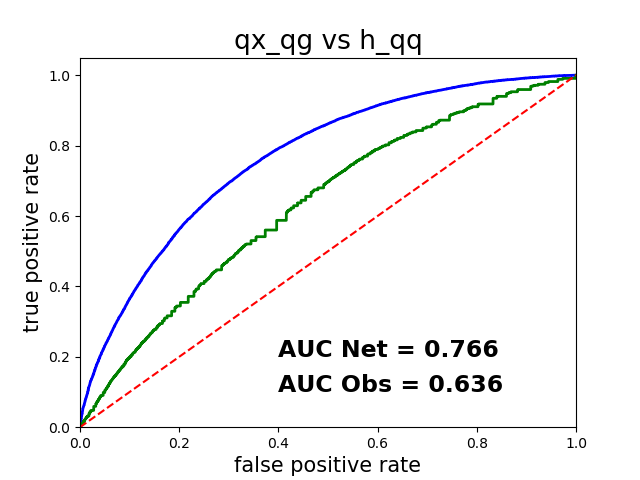 qx_qg vs h_qq
true positive rate
1.0
0.8
0.6
0.4
0.2
0.0
AUC Net = 0.766
AUC Obs = 0.636
0.0 0.2 0.4 0.6 0.8 1.0
false positive rate